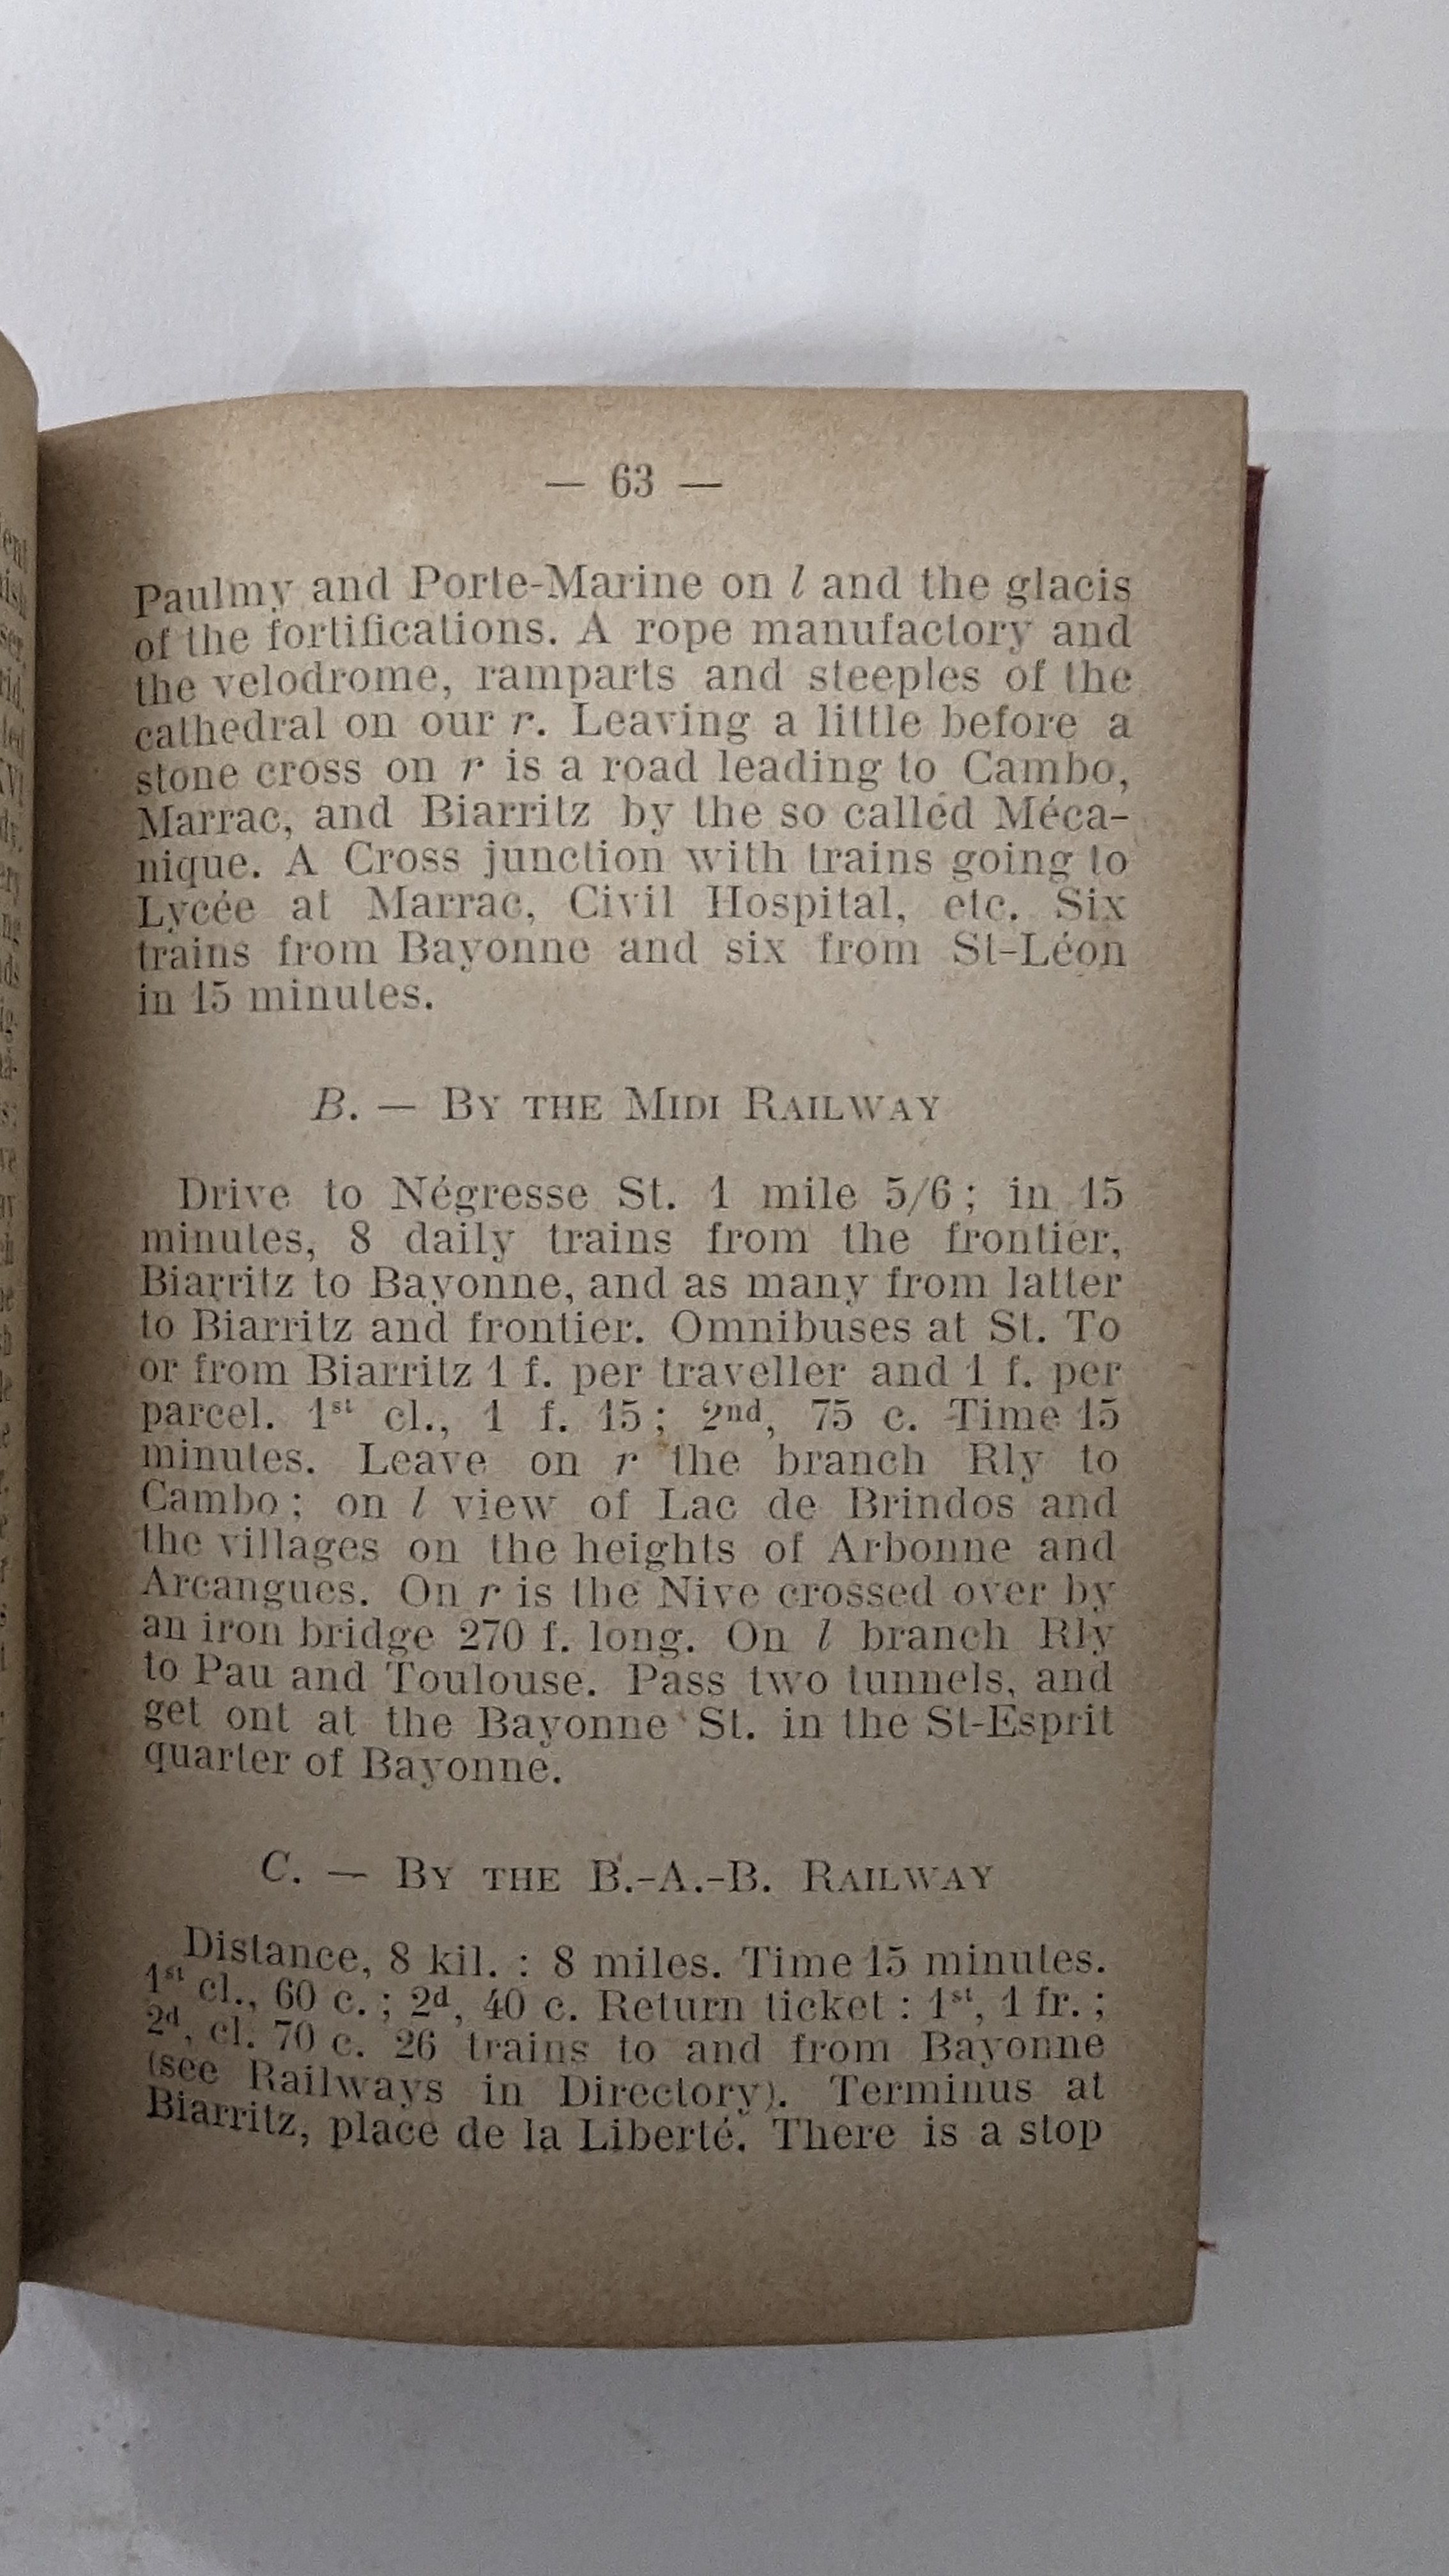 — 63 —
Paulmy and Porte-Marine on l and the glacis
of the fortifications. A rope manufactory and
the velodrome, ramparts and steeples of the
cathedral on our r. Leaving a little before a
stone cross on r is a road leading to Cambo,
Marrac, and Biarritz by the so called Méca-
nique. A Cross junction with trains going to
Lycée at Marrac, Civil Hospital, etc. Six
trains from Bayonne and six from St-Léon
in 15 minutes.
B. — By the Midi Railway
Drive to Négresse St. 1 mile 5/6; in 15
minutes, 8 daily trains from the frontier,
Biarritz to Bayonne, and as many from latter
to Biarritz and frontier. Omnibuses at St. To
or from Biarritz 1 f. per traveller and 1 f. per
parcel. 1st cl., 1 f. 15; 2nd, 75 c. Time 15
minutes. Leave on r the branch Rly to
Cambo; on l view of Lac de Brindos and
the villages on the heights of Arbonne and
Arcangues. On r is the Nive crossed over by
an iron bridge 270 f. long. On l branch Rly
to Pau and Toulouse. Pass two tunnels, and
get ont at the Bayonne St. in the St-Esprit
quarter of Bayonne.
C. — By the B.-A.-B. Railway
Distance, 8 kil. : 8 miles. Time 15 minutes.
1st cl., 60 c.; 2d, 40 c. Return ticket : 1st, 1 fr.;
2d, cl. 70 c. 26 trains to and from Bayonne
(see Railways in Directory). Terminus at
Biarritz, place de la Liberté. There is a stop